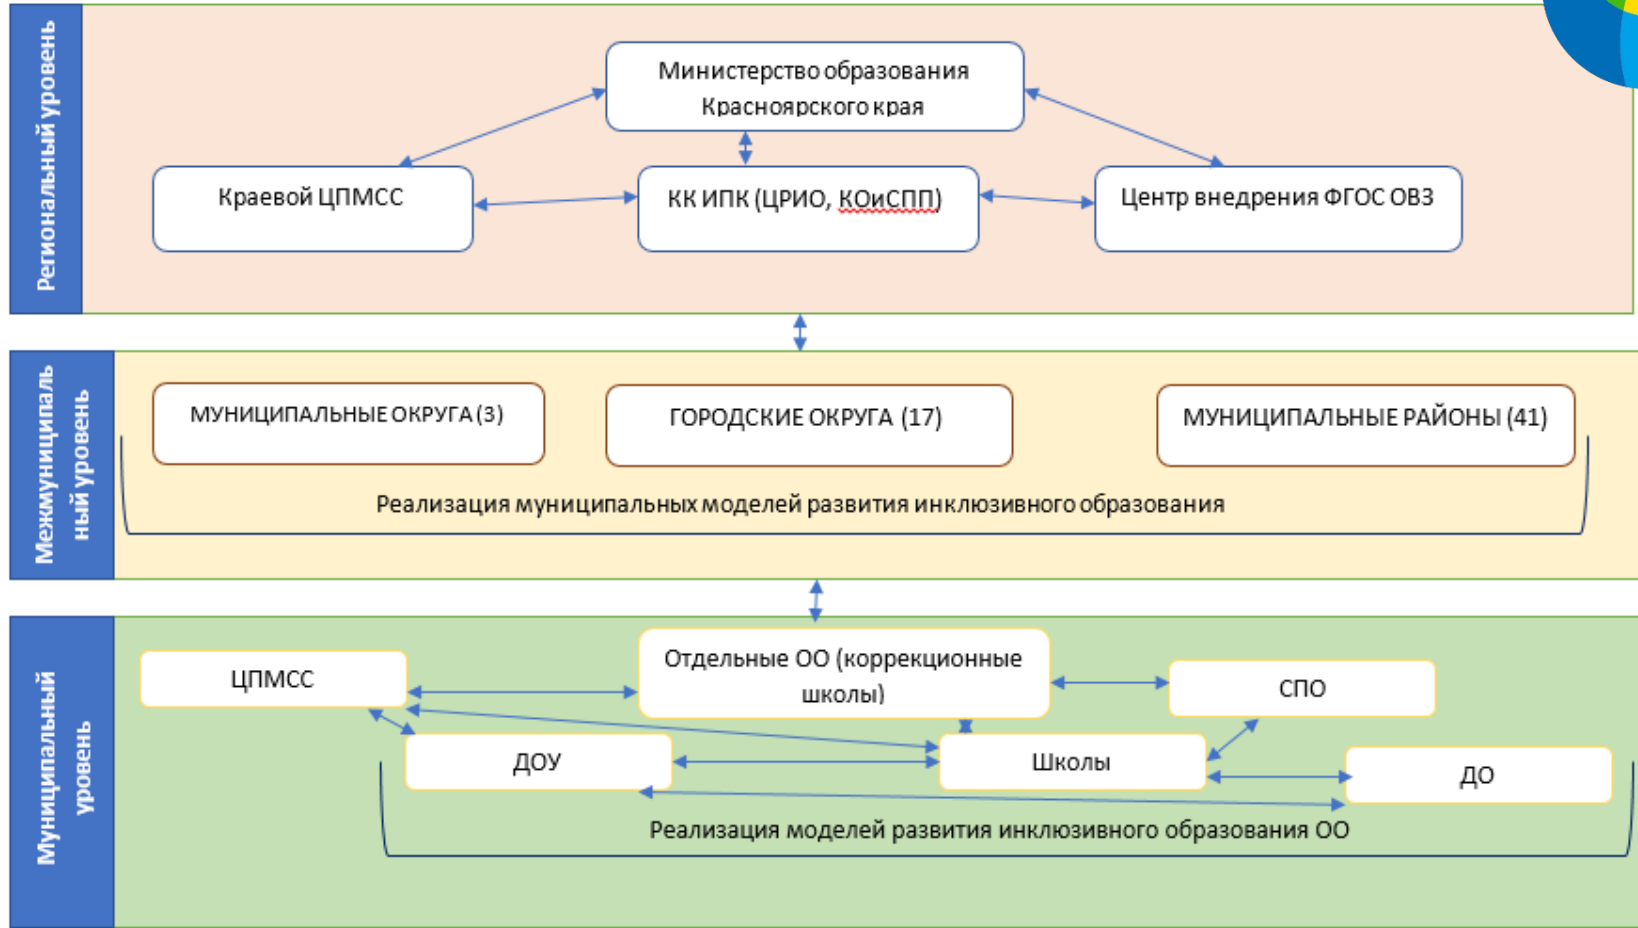 Региональный уровень
Министерство образования
Красноярского края
Краевой ЦПМСС
КК ИПК (ЦРИО, КОиСПП)
Центр внедрения ФГОС ОВЗ
Межмуниципаль
ный уровень
МУНИЦИПАЛЬНЫЕ ОКРУГА (3)
ГОРОДСКИЕ ОКРУГА (17)
МУНИЦИПАЛЬНЫЕ РАЙОНЫ (41)
Реализация муниципальных моделей развития инклюзивного образования
Муниципальный
уровень
ЦПМСС
Отдельные ОО (коррекционные
школы)
СПО
ДОУ
Школы
ДО
Реализация моделей развития инклюзивного образования ОО